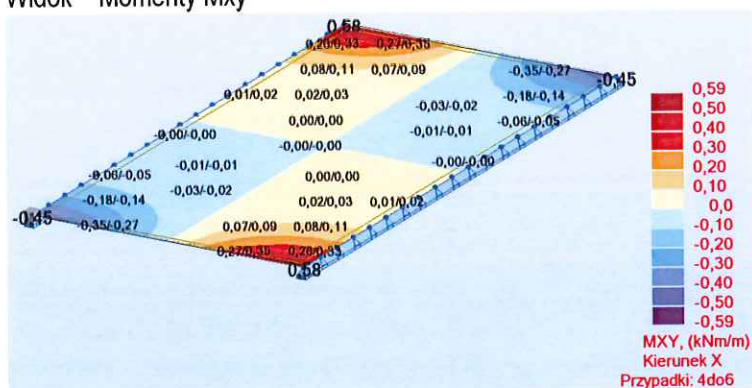 Widok - Momenty Mxy
0,58
0,26/0,33 0,27/0,35
0,08/0,11 0,07/0,09 -0,35/-0,27 -0,45
0,01/0,02 0,02/0,03 -0,03/-0,02 -0,18/-0,14
0,00/0,00 -0,01/-0,01 -0,06/-0,05
-0,00/-0,00
-0,00/-0,00 -0,00/-0,00
-0,01/-0,01
-0,06/-0,05 0,00/0,00
-0,03/-0,02
-0,18/-0,14 0,02/0,03 0,01/0,02
-0,45 0,35/-0,27 0,07/0,09 0,08/0,11
0,27/0,35 0,26/0,33
0,58
0,59
0,50
0,40
0,30
0,20
0,10
0,0
-0,10
-0,20
-0,30
-0,40
-0,50
-0,59
MXY, (kNm/m)
Kierunek X
Przypadki: 4do6